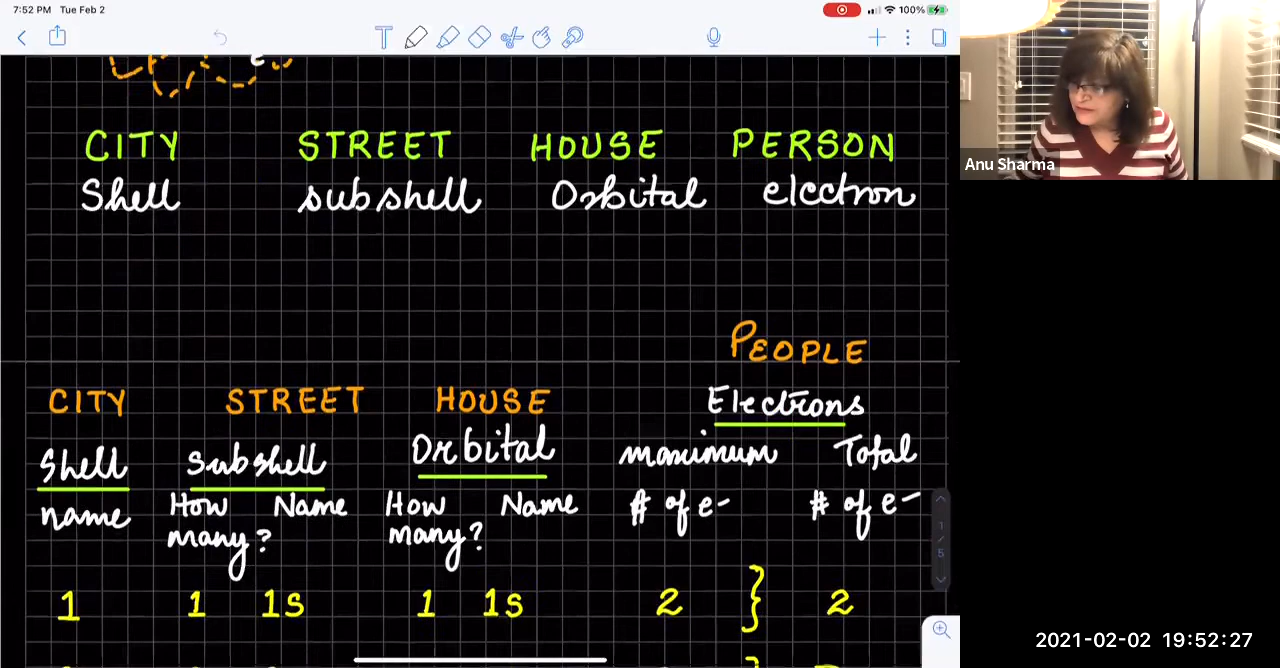 7:52 PM Tue Feb 2
100%
CITY STREET HOUSE PERSON
Shell subshell Orbital electron
Anu Sharma
PEOPLE
CITY STREET HOUSE Electrons
Shell Subshell Orbital maximum Total
name How many? Name How many? Name # of e- # of e-
1
/
5
1 1 1s 1 1s 2 } 2
2021-02-02 19:52:27